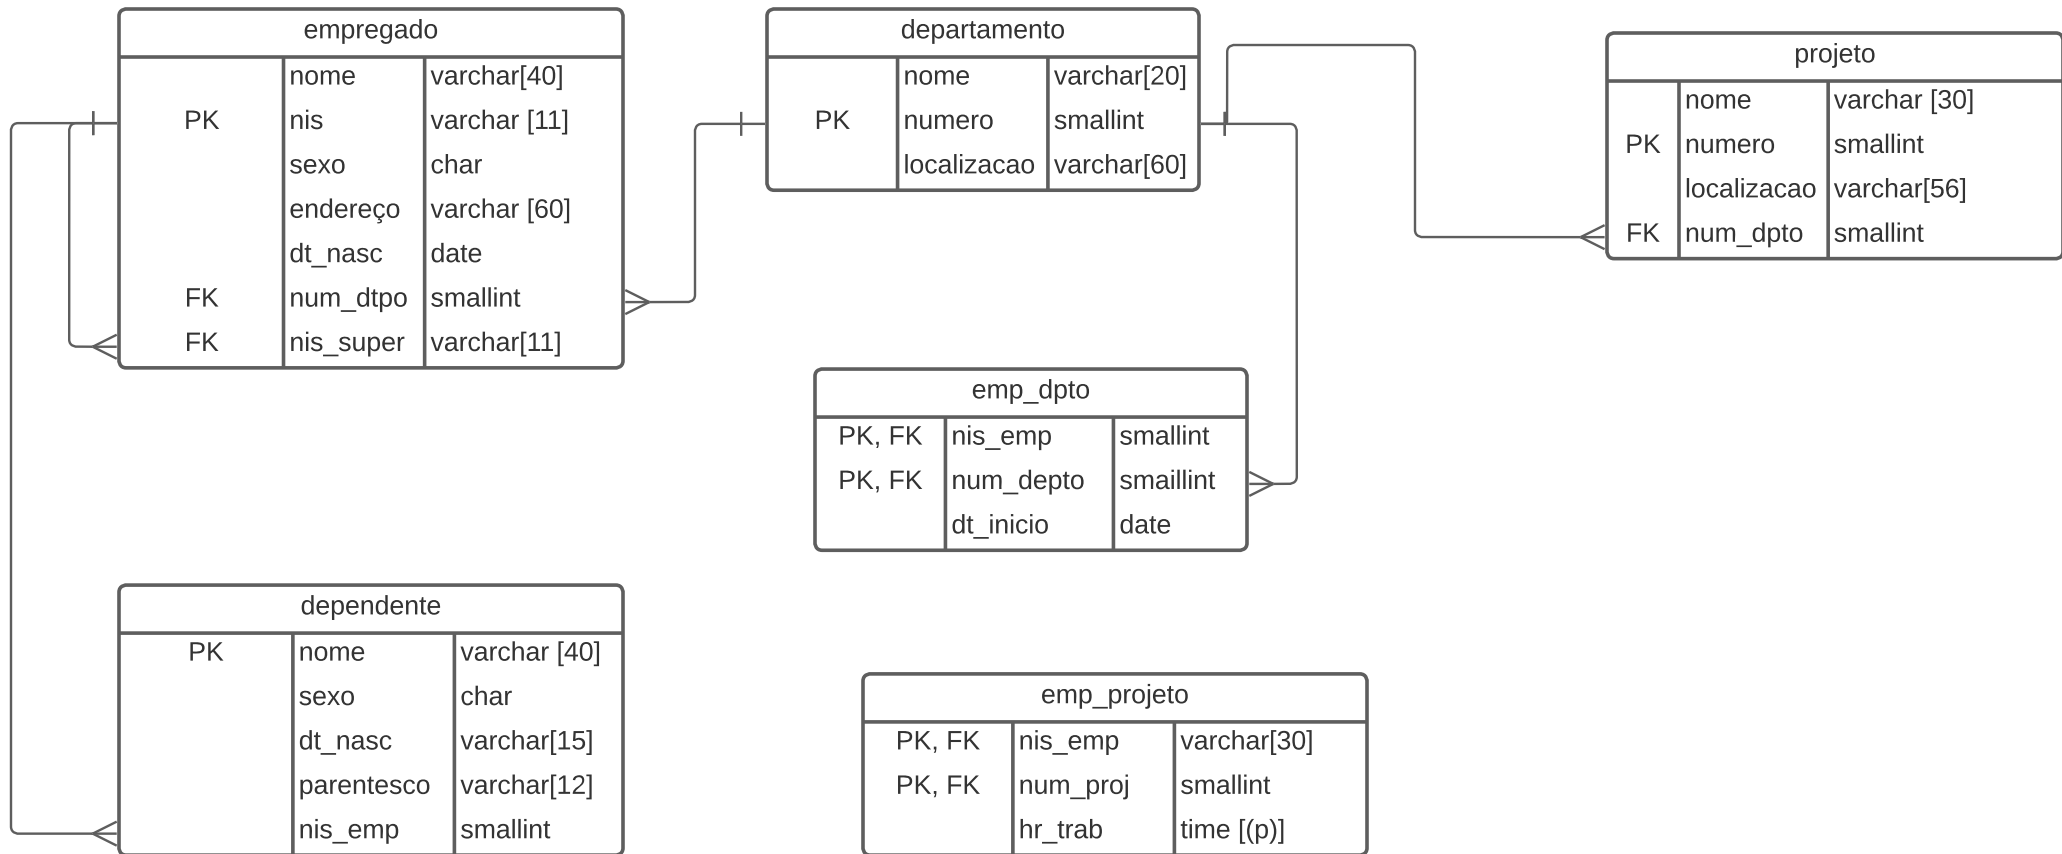 empregado
nome varchar[40]
PK nis varchar [11]
sexo char
endereço varchar [60]
dt_nasc date
FK num_dtpo smallint
FK nis_super varchar[11]
departamento
nome varchar[20]
PK numero smallint
localizacao varchar[60]
projeto
nome varchar [30]
PK numero smallint
localizacao varchar[56]
FK num_dpto smallint
emp_dpto
PK, FK nis_emp smallint
PK, FK num_depto smaillint
dt_inicio date
dependente
PK nome varchar [40]
sexo char
dt_nasc varchar[15]
parentesco varchar[12]
nis_emp smallint
emp_projeto
PK, FK nis_emp varchar[30]
PK, FK num_proj smallint
hr_trab time [(p)]